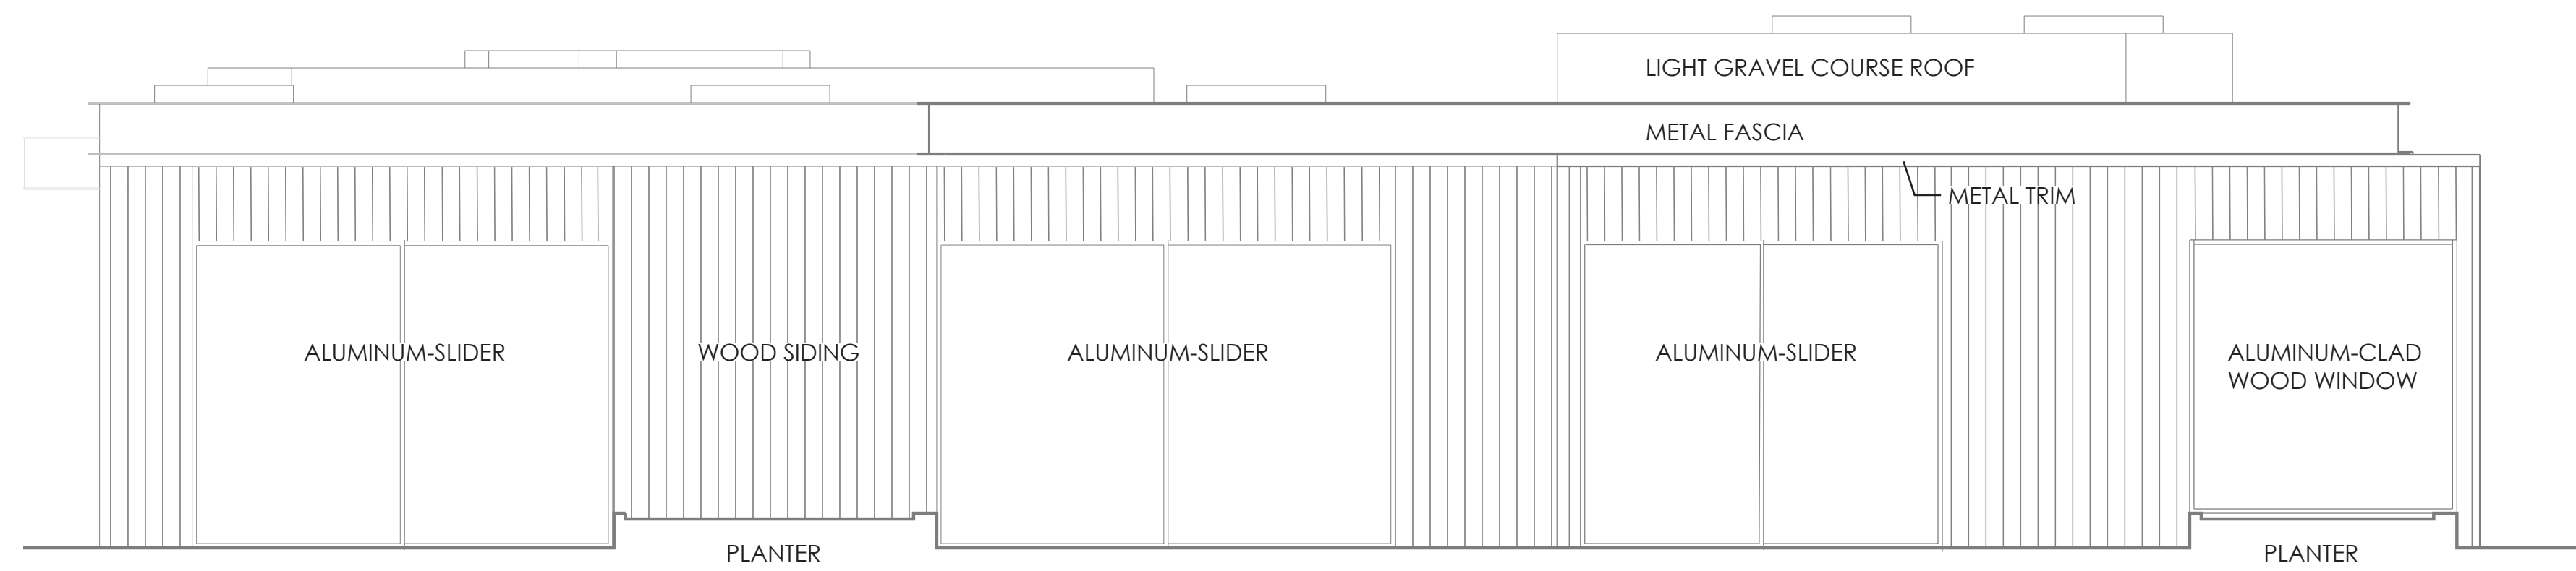 LIGHT GRAVEL COURSE ROOF
METAL FASCIA
METAL TRIM
ALUMINUM-SLIDER
WOOD SIDING
ALUMINUM-SLIDER
ALUMINUM-SLIDER
ALUMINUM-CLAD
WOOD WINDOW
PLANTER
PLANTER